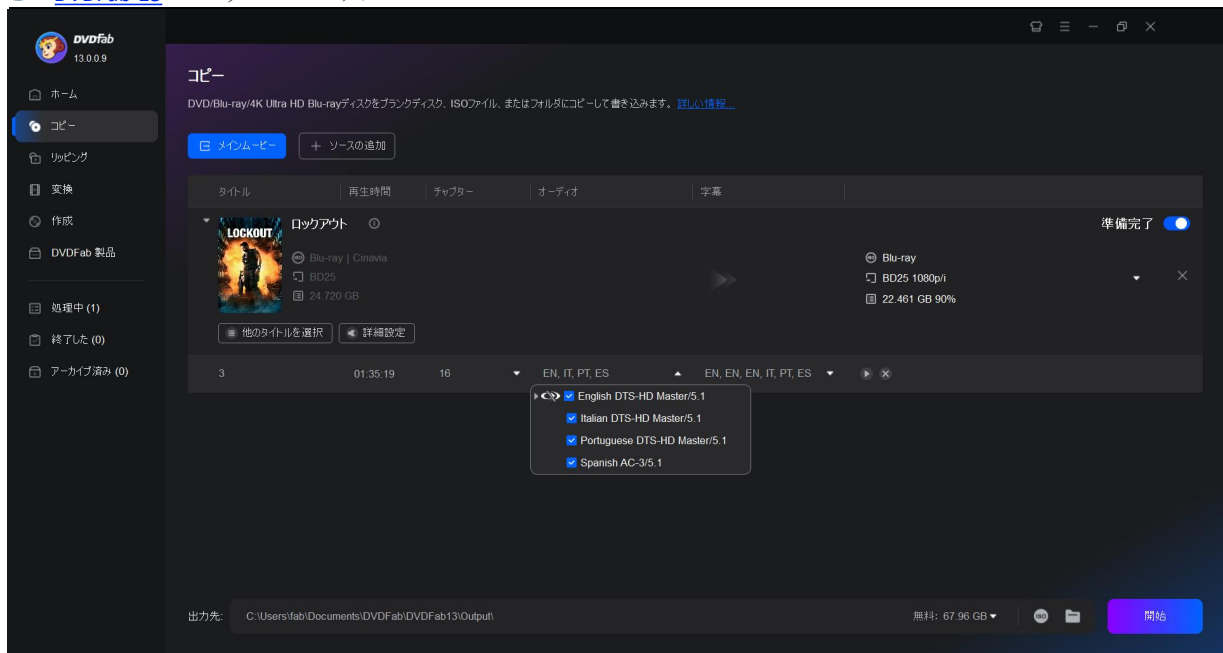 DVDFab 13
DVDFab
13.0.0.9
ホーム
コピー
リッピング
変換
作成
DVDFab 製品
処理中 (1)
終了した (0)
アーカイブ済み (0)
コピー
DVD/Blu-ray/4K Ultra HD Blu-rayディスクをブランクディスク、ISOファイル、またはフォルダにコピーして書き込みます。 詳しい情報...
メインムービー
ソースの追加
タイトル 再生時間 チャプター オーディオ 字幕
LOCKOUT
ロックアウト
準備完了
Blu-ray | Cinavia
BD25
24.720 GB
Blu-ray
BD25 1080p/i
22.461 GB 90%
他のタイトルを選択
詳細設定
3 01:35:19 16 EN, IT, PT, ES EN, EN, EN, IT, PT, ES
English DTS-HD Master/5.1
Italian DTS-HD Master/5.1
Portuguese DTS-HD Master/5.1
Spanish AC-3/5.1
出力先: C:\Users\fab\Documents\DVDFab\DVDFab13\Output\
無料: 67.96 GB
ISO
開始